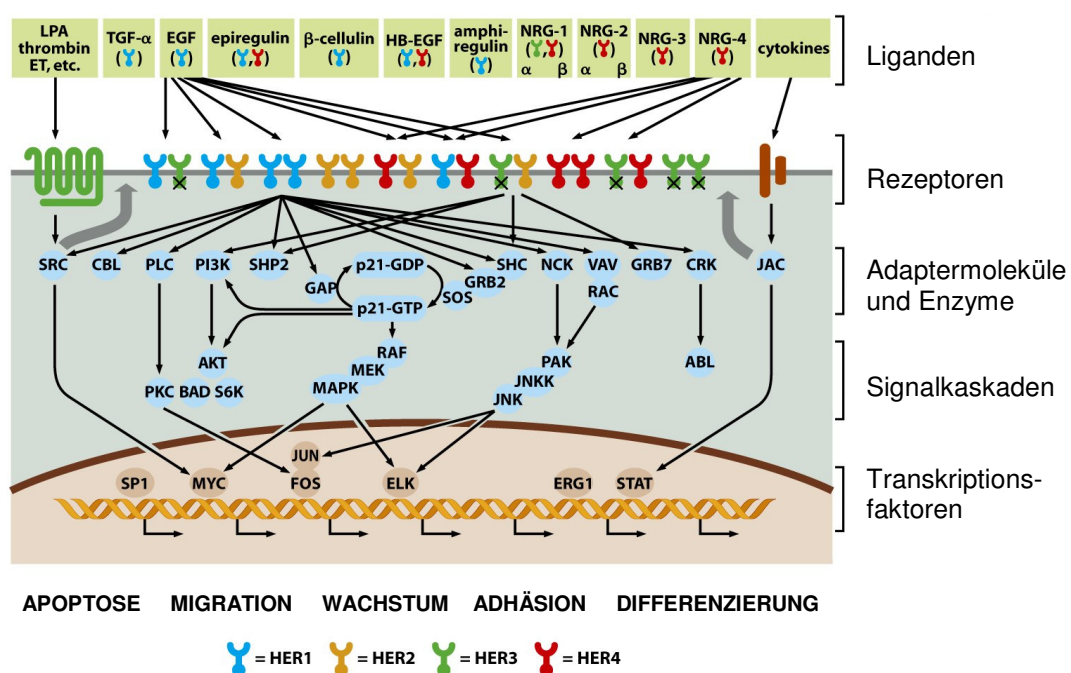 LPA
thrombin
ET, etc.
TGF-α
( )
EGF
( )
epiregulin
( , )
β-cellulin
( )
HB-EGF
( , )
amphi-
regulin
( )
NRG-1
( , )
α β
NRG-2
( )
α β
NRG-3
( )
NRG-4
( )
cytokines
Liganden
Rezeptoren
SRC
CBL
PLC
PI3K
SHP2
GAP
p21-GDP
p21-GTP
SOS
GRB2
SHC
NCK
VAV
RAC
GRB7
CRK
JAC
Adaptermoleküle
und Enzyme
AKT
PKC
BAD
S6K
RAF
MEK
MAPK
PAK
JNKK
JNK
ABL
Signalkaskaden
SP1
MYC
JUN
FOS
ELK
ERG1
STAT
Transkriptions-
faktoren
APOPTOSE MIGRATION WACHSTUM ADHÄSION DIFFERENZIERUNG
= HER1 = HER2 = HER3 = HER4